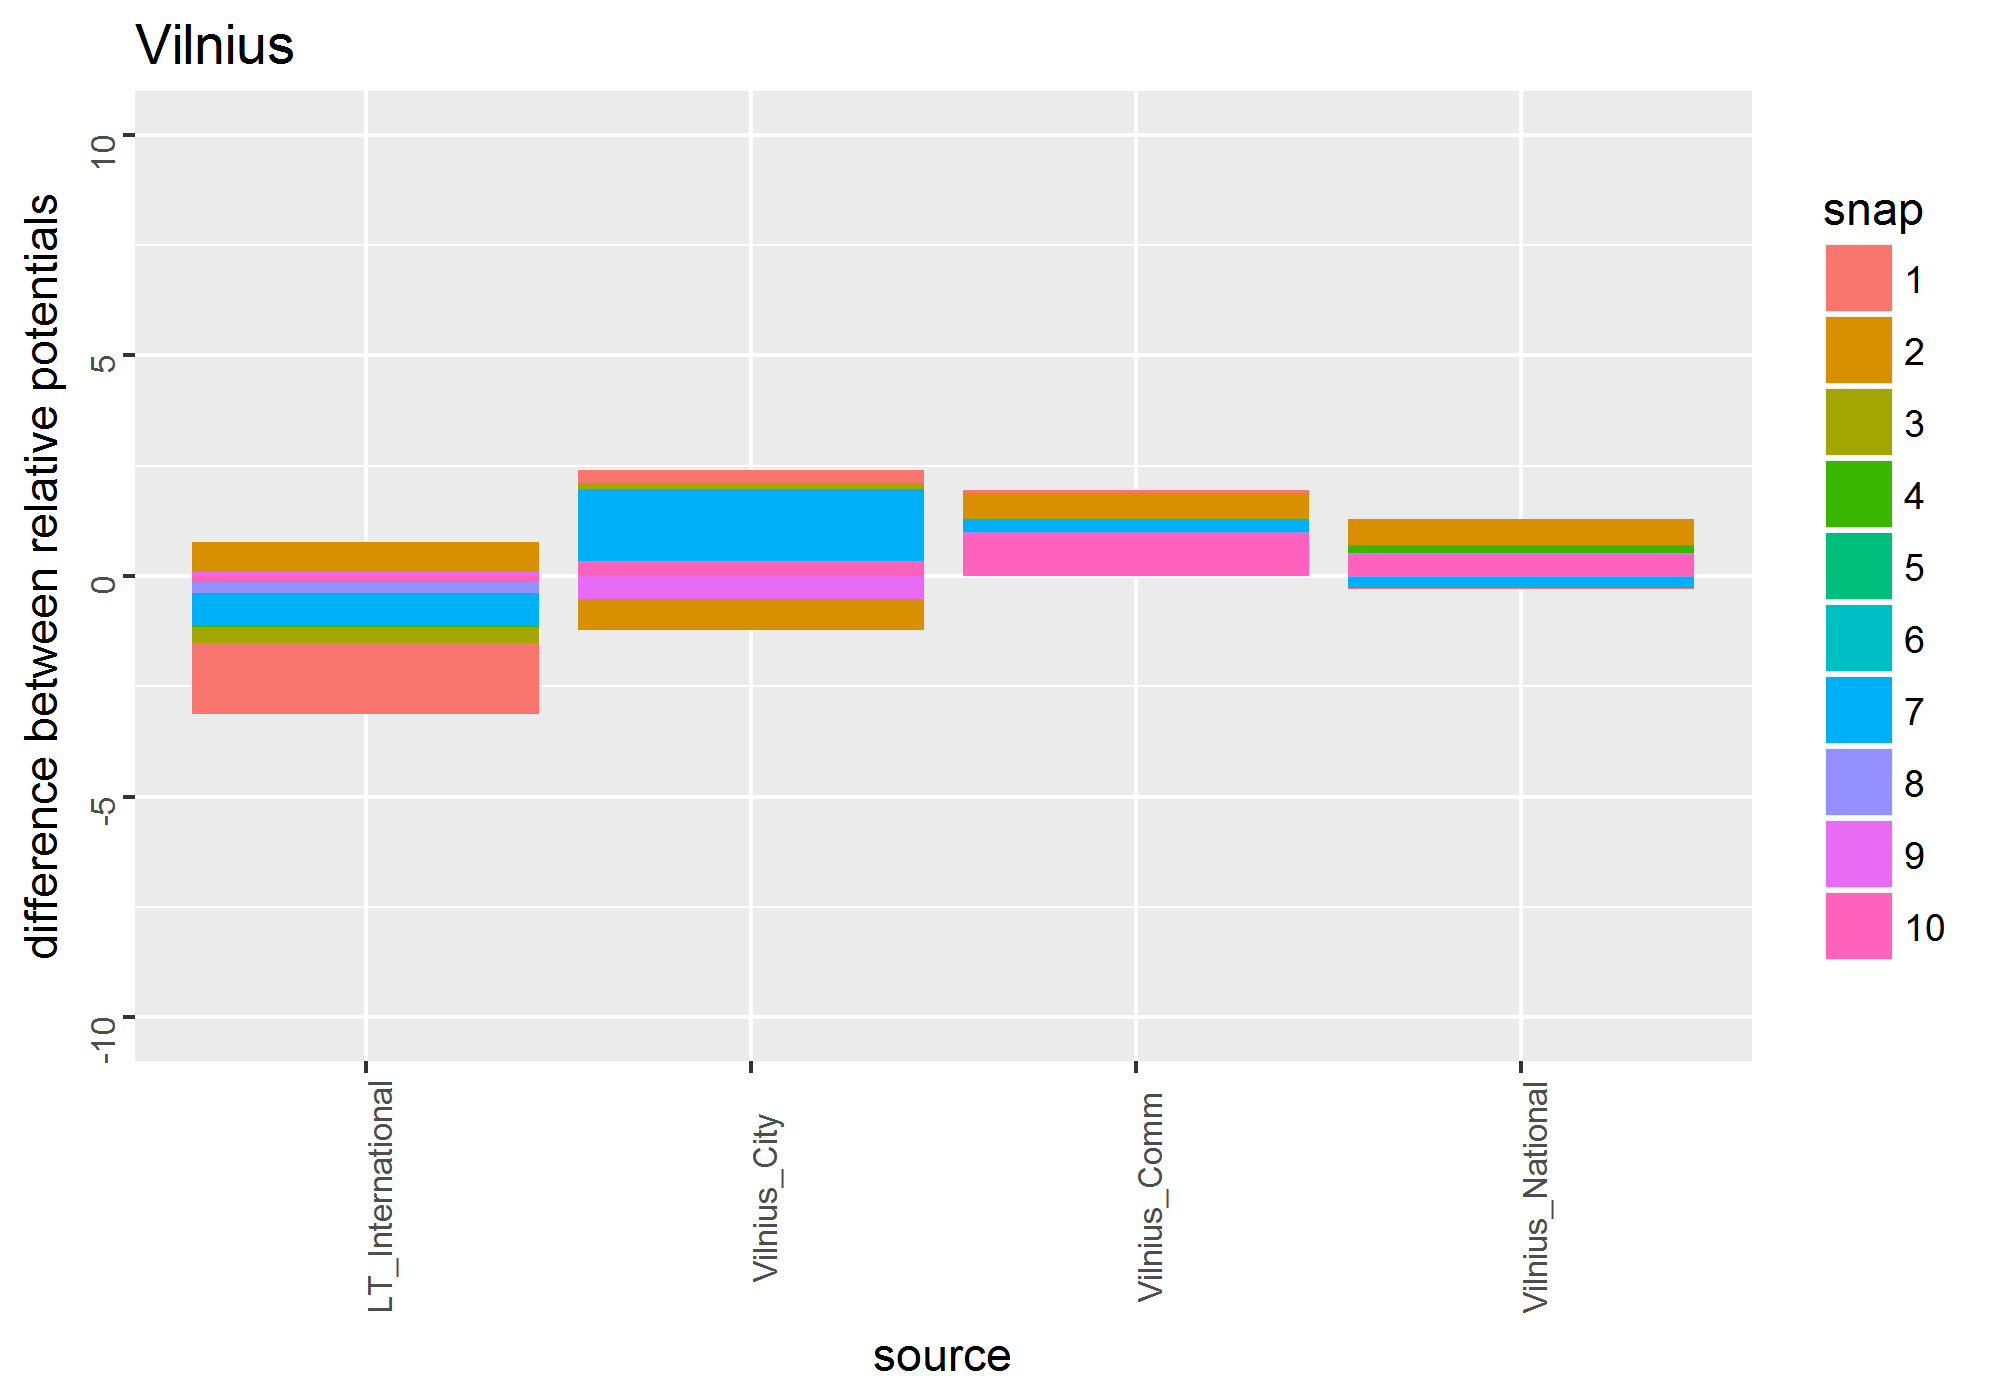 Vilnius
difference between relative potentials
10
5
0
-5
-10
LT_International
Vilnius_City
Vilnius_Comm
Vilnius_National
source
snap
1
2
3
4
5
6
7
8
9
10